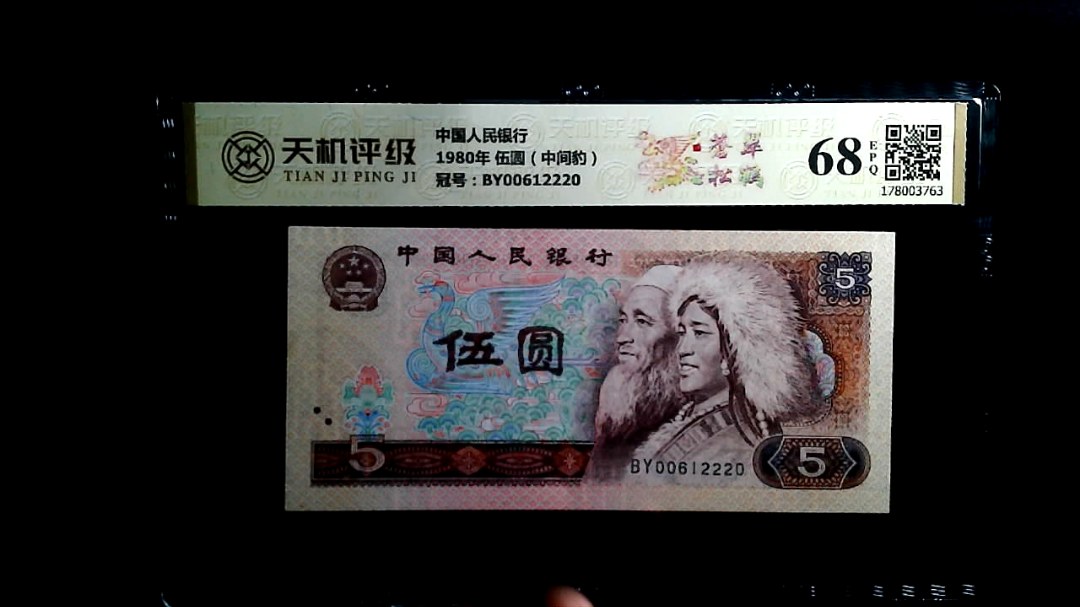 天机评级
TIAN JI PING JI
中国人民银行
1980年 伍圆（中间豹）
冠号：BY00612220
苍翠
松鹤
68
EPQ
178003763
中国人民银行
5
伍圆
5
BY00612220
5